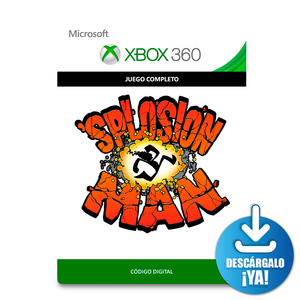 Microsoft
XBOX 360
JUEGO COMPLETO
'SPLOSION
MAN
CÓDIGO DIGITAL
DESCÁRGALO
¡YA!